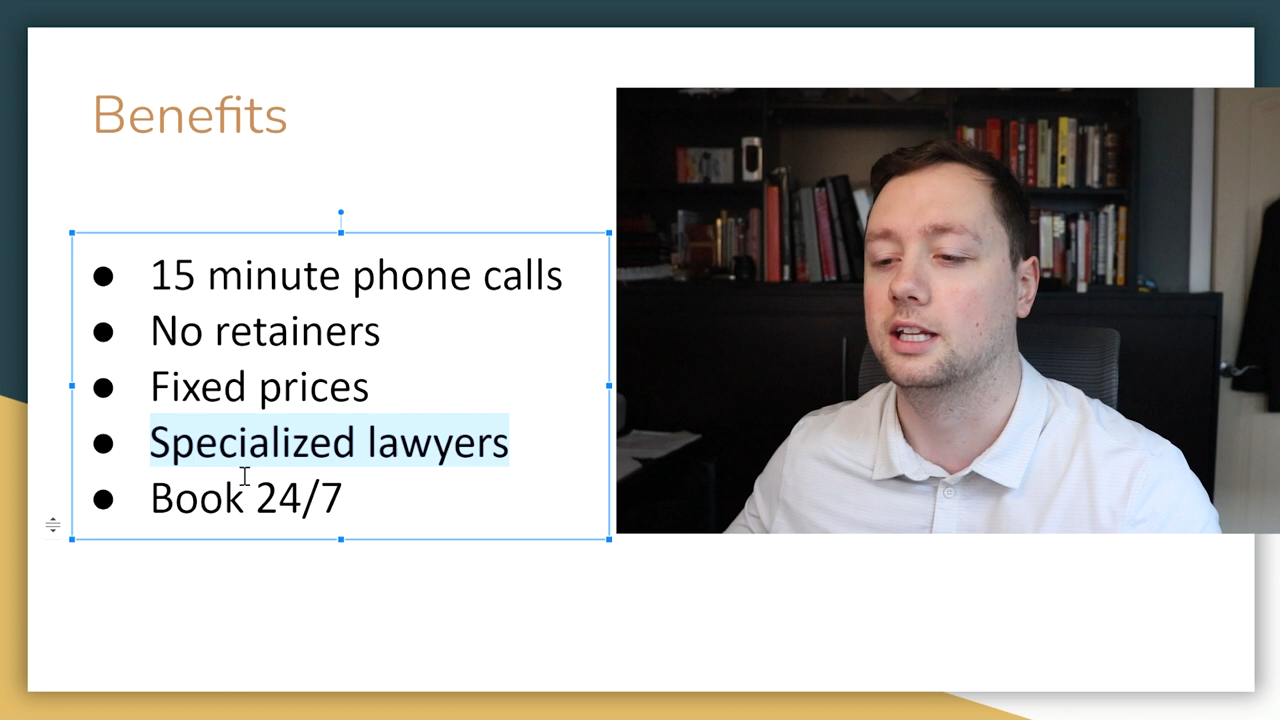 Benefits
● 15 minute phone calls
● No retainers
● Fixed prices
● Specialized lawyers
● Book 24/7